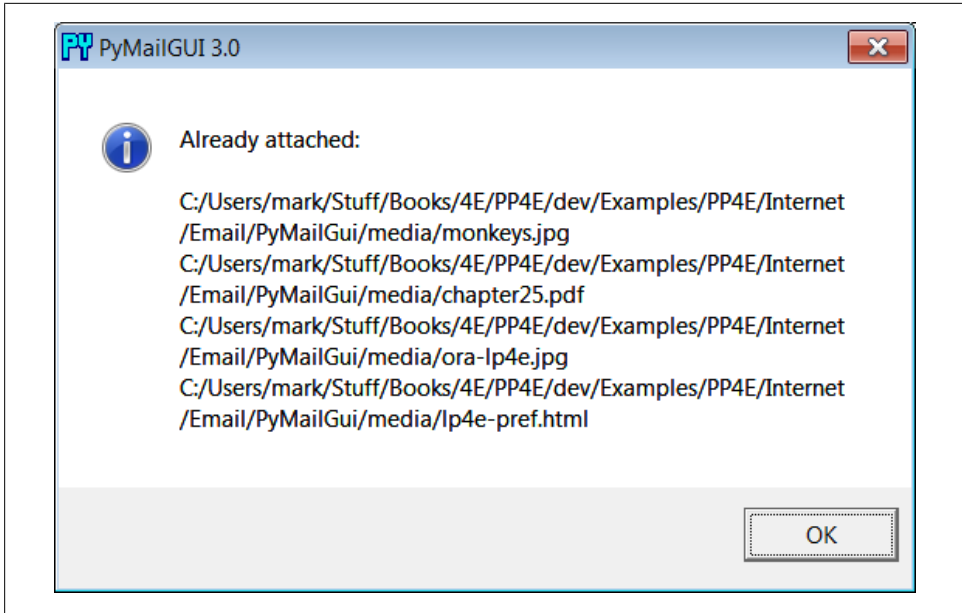 PY PyMailGUI 3.0
Already attached:
C:/Users/mark/Stuff/Books/4E/PP4E/dev/Examples/PP4E/Internet
/Email/PyMailGui/media/monkeys.jpg
C:/Users/mark/Stuff/Books/4E/PP4E/dev/Examples/PP4E/Internet
/Email/PyMailGui/media/chapter25.pdf
C:/Users/mark/Stuff/Books/4E/PP4E/dev/Examples/PP4E/Internet
/Email/PyMailGui/media/ora-lp4e.jpg
C:/Users/mark/Stuff/Books/4E/PP4E/dev/Examples/PP4E/Internet
/Email/PyMailGui/media/lp4e-pref.html
OK